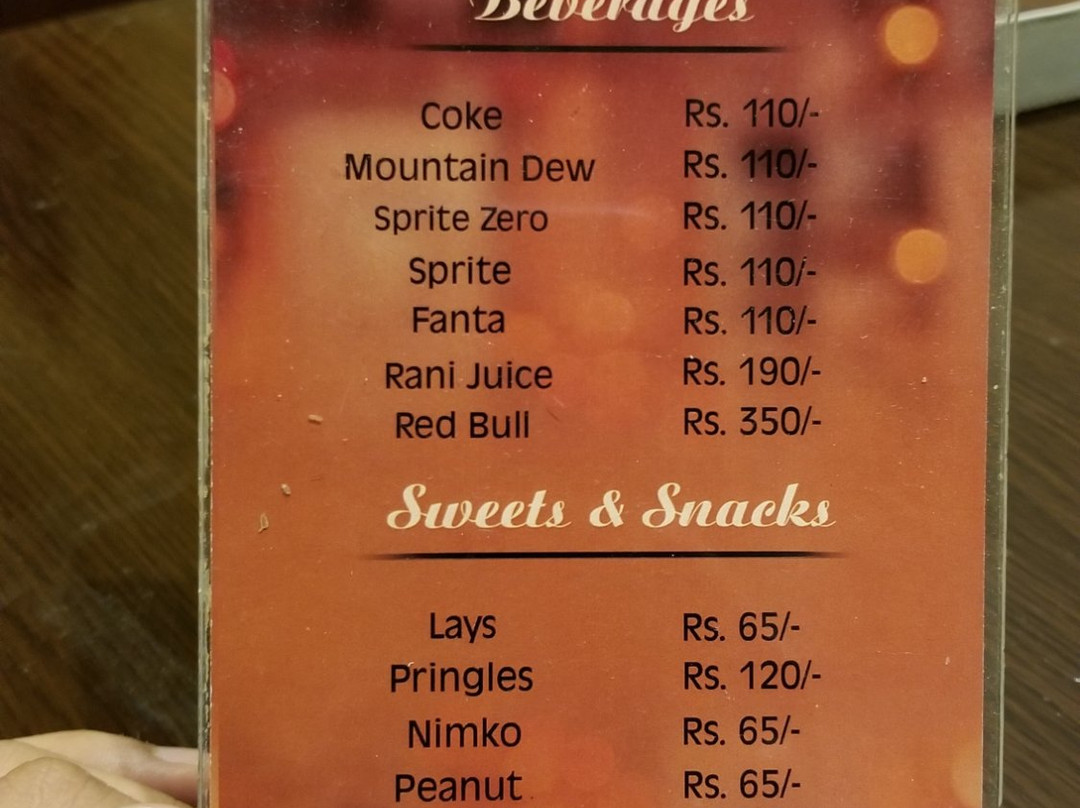 Beverages
Coke Rs. 110/-
Mountain Dew Rs. 110/-
Sprite Zero Rs. 110/-
Sprite Rs. 110/-
Fanta Rs. 110/-
Rani Juice Rs. 190/-
Red Bull Rs. 350/-
Sweets & Snacks
Lays Rs. 65/-
Pringles Rs. 120/-
Nimko Rs. 65/-
Peanut Rs. 65/-